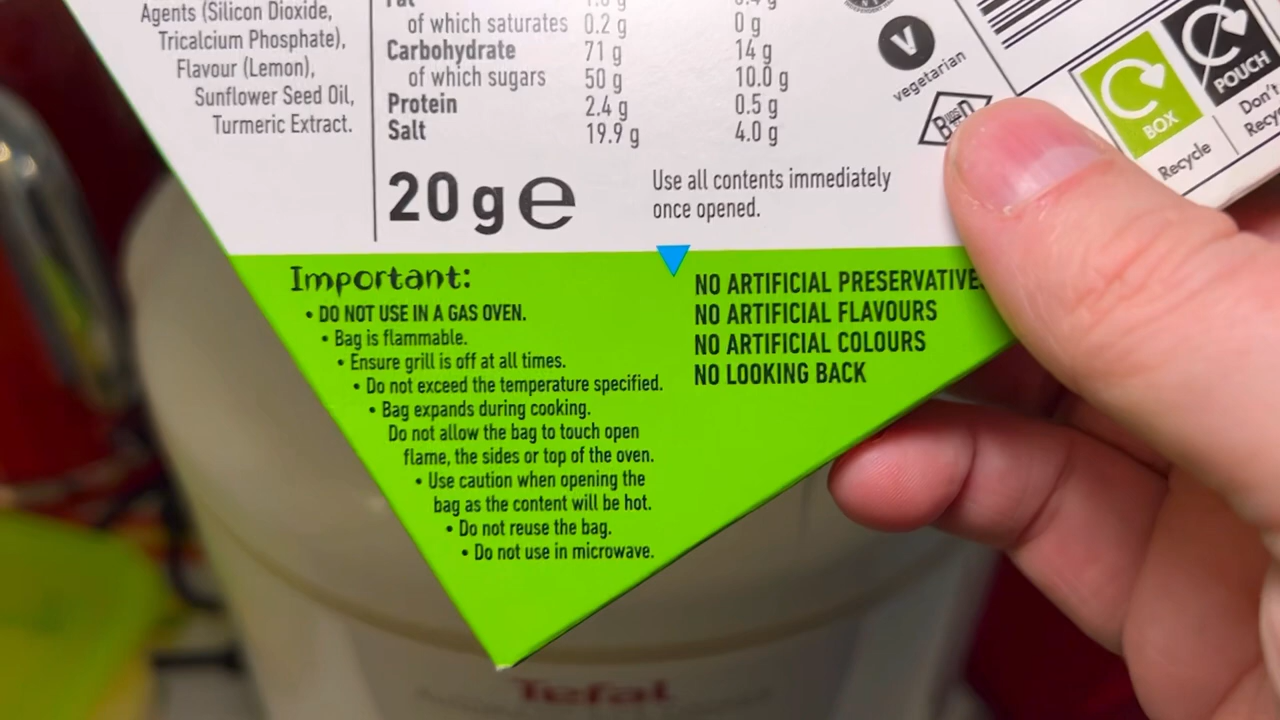 Agents (Silicon Dioxide,
Tricalcium Phosphate),
Flavour (Lemon),
Sunflower Seed Oil,
Turmeric Extract.
Fat
of which saturates 0.2 g 0 g
Carbohydrate 71 g 14 g
of which sugars 50 g 10.0 g
Protein 2.4 g 0.5 g
Salt 19.9 g 4.0 g
20 g e
Use all contents immediately
once opened.
V
vegetarian
BOX
Recycle
POUCH
Don't
Important:
• DO NOT USE IN A GAS OVEN.
• Bag is flammable.
• Ensure grill is off at all times.
• Do not exceed the temperature specified.
• Bag expands during cooking.
Do not allow the bag to touch open
flame, the sides or top of the oven.
• Use caution when opening the
bag as the content will be hot.
• Do not reuse the bag.
• Do not use in microwave.
NO ARTIFICIAL PRESERVATIVE
NO ARTIFICIAL FLAVOURS
NO ARTIFICIAL COLOURS
NO LOOKING BACK
Tefal